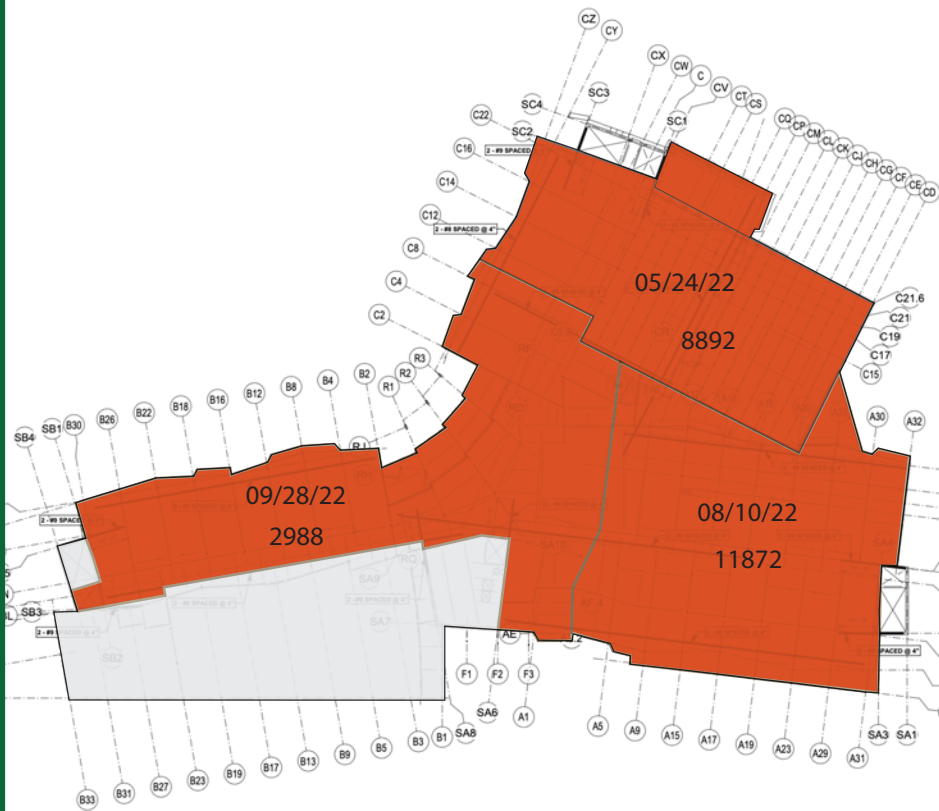 CZ
CY
CX
CW
C
CV
CT
CS
SC3
SC4
SC1
C22
SC2
CQ
CP
CM
CL
CK
CJ
CH
CG
CF
CE
CD
2 - #9 SPACED
C16
C14
C12
2 - #8 SPACED @ 4"
C8
C4
C2
05/24/22
8892
C21.6
C21
C19
C17
C15
R3
R2
R1
RJ
B2
B4
B8
B12
B16
B18
B22
B26
B30
SB1
SB4
A30
A32
09/28/22
2988
08/10/22
11872
SA9
SA7
RQ
SA10
SA4
SB3
SB2
AE
SPACED @ 4"
F1
F2
F3
SA6
A1
SA8
B1
B3
B5
B9
B13
B17
B19
B23
B27
B31
B33
A5
A9
A15
A17
A19
A23
A29
A31
SA3
SA1